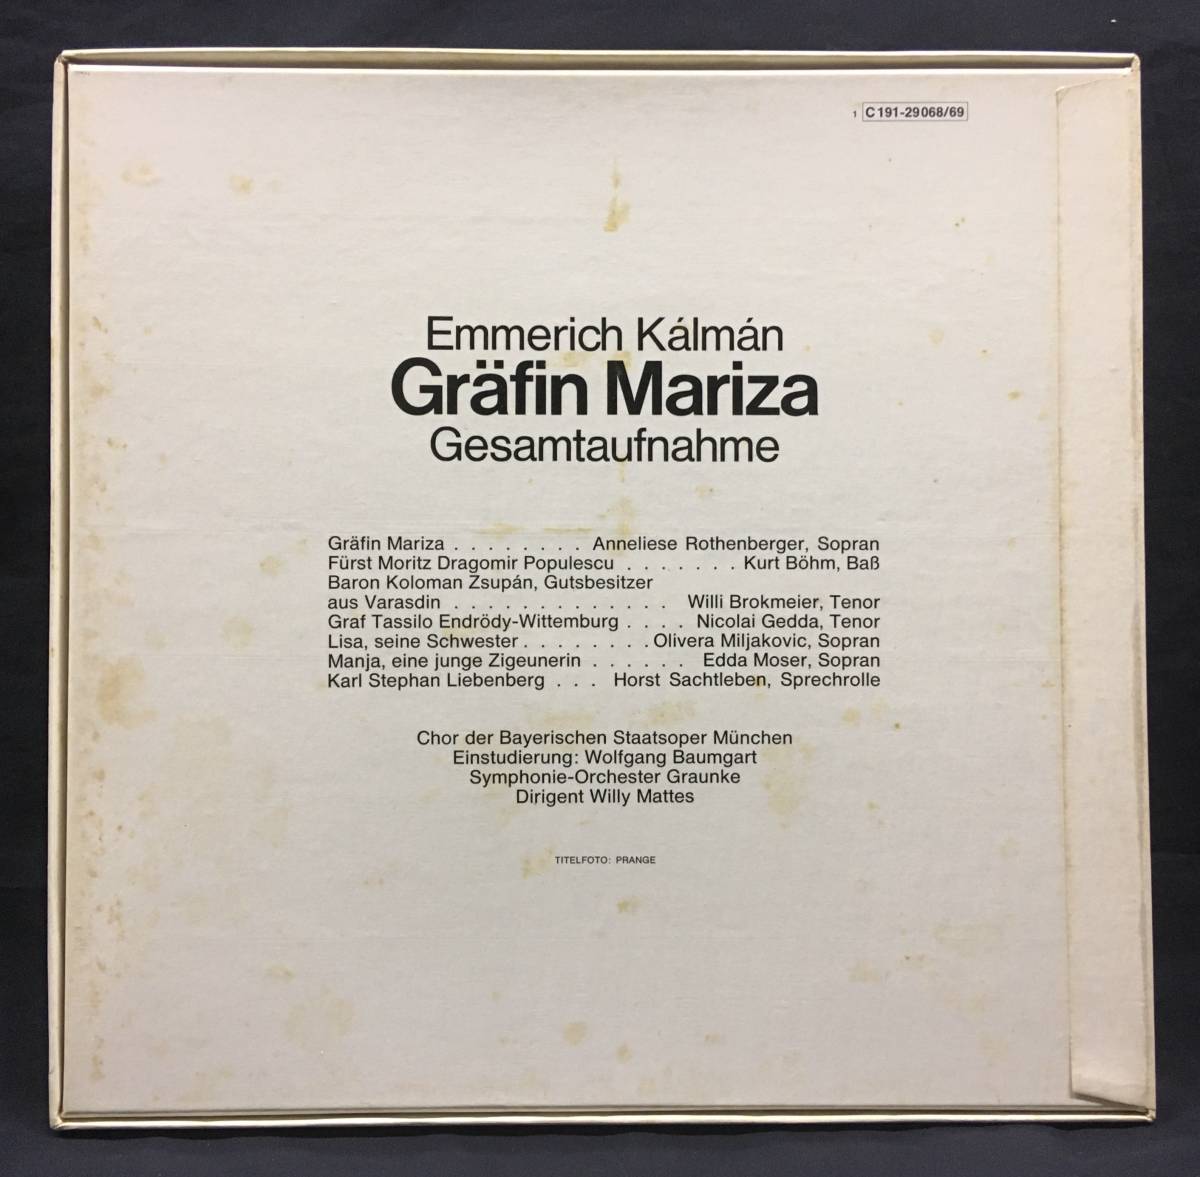 1 C 191-29068/69
Emmerich Kálmán
Gräfin Mariza
Gesamtaufnahme
Gräfin Mariza . . . . . . . . Anneliese Rothenberger, Sopran
Fürst Moritz Dragomir Populescu . . . . . . . Kurt Böhm, Baß
Baron Koloman Zsupán, Gutsbesitzer
aus Varasdin . . . . . . . . . . . . . Willi Brokmeier, Tenor
Graf Tassilo Endrödy-Wittemburg . . . . Nicolai Gedda, Tenor
Lisa, seine Schwester . . . . . . . . Olivera Miljakovic, Sopran
Manja, eine junge Zigeunerin . . . . . . Edda Moser, Sopran
Karl Stephan Liebenberg . . . Horst Sachtleben, Sprechrolle
Chor der Bayerischen Staatsoper München
Einstudierung: Wolfgang Baumgart
Symphonie-Orchester Graunke
Dirigent Willy Mattes
TITELFOTO: PRANGE